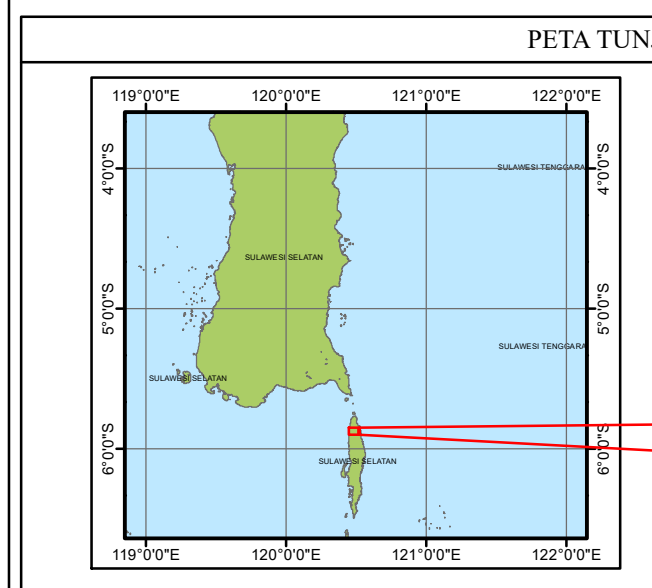 PETA TUN
119°0'0"E 120°0'0"E 121°0'0"E 122°0'0"E
4°0'0"S SULAWESI TENGGARA 4°0'0"S
SULAWESI SELATAN
5°0'0"S 5°0'0"S
SULAWESI TENGGARA
SULAWESI SELATAN
6°0'0"S 6°0'0"S
SULAWESI SELATAN
119°0'0"E 120°0'0"E 121°0'0"E 122°0'0"E